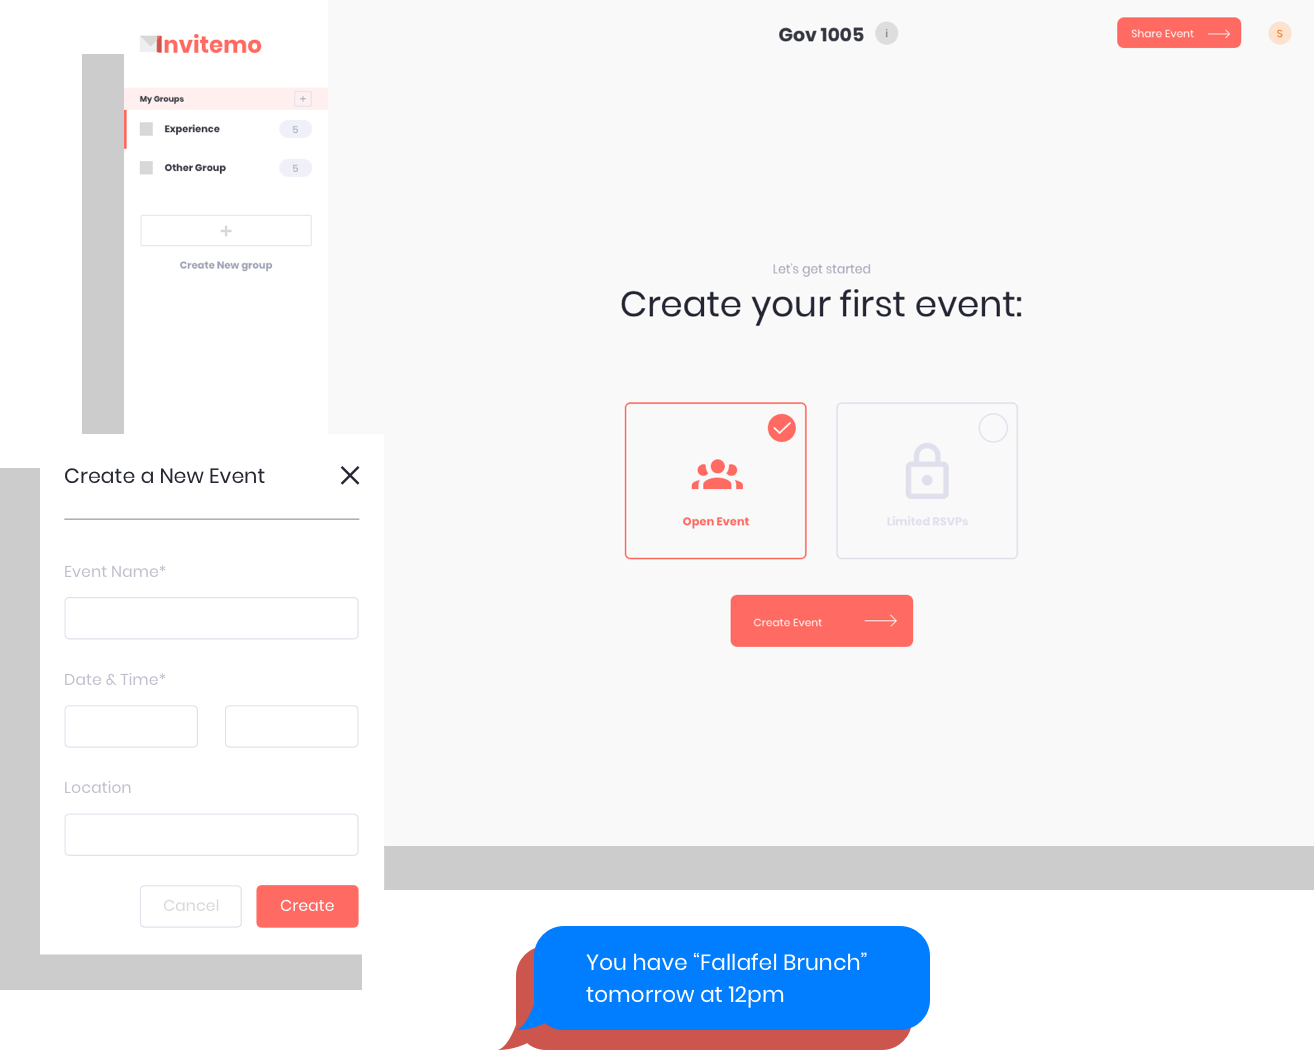 Invitemo
Gov 1005
i
Share Event
S
My Groups
+
Experience
5
Other Group
5
+
Create New group
Let's get started
Create your first event:
Open Event
Limited RSVPs
Create Event
Create a New Event
Event Name*
Date & Time*
Location
Cancel
Create
You have “Fallafel Brunch”
tomorrow at 12pm